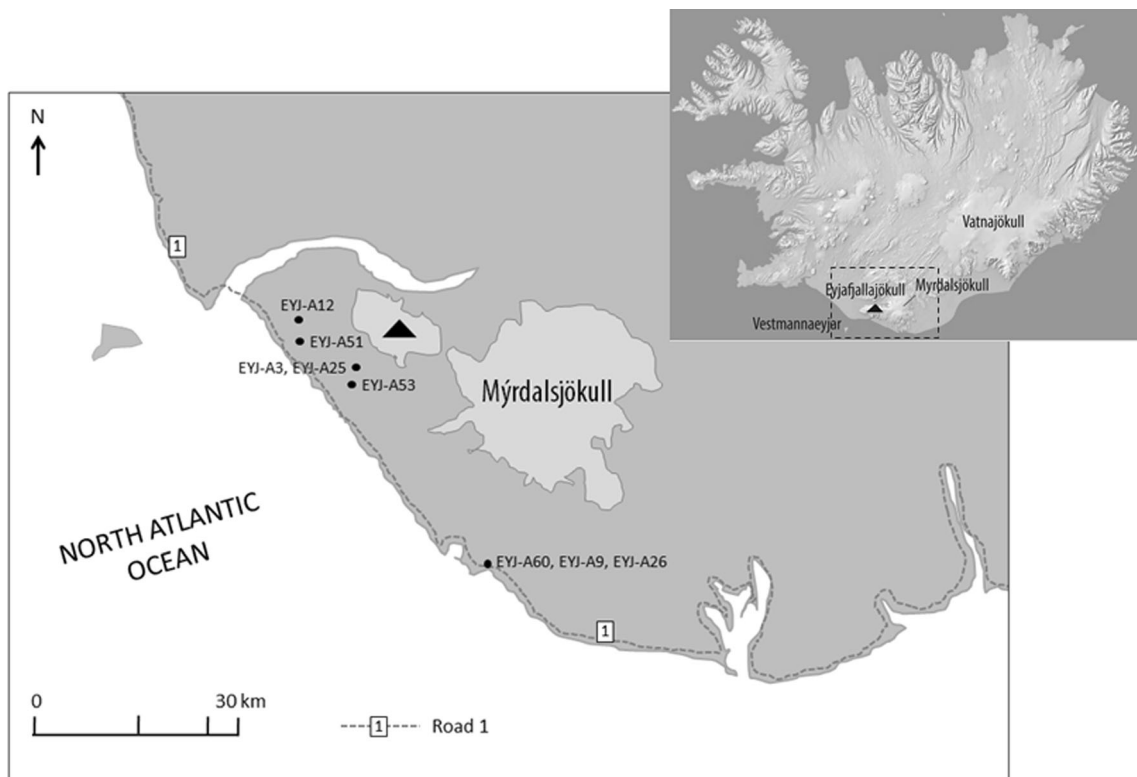 N
Vatnajökull
Eyjafjallajökull
Myrdalsjökull
Vestmannaeyjar
1
EYJ-A12
EYJ-A51
EYJ-A3, EYJ-A25
EYJ-A53
Mýrdalsjökull
NORTH ATLANTIC
OCEAN
EYJ-A60, EYJ-A9, EYJ-A26
1
0 30 km
1 Road 1